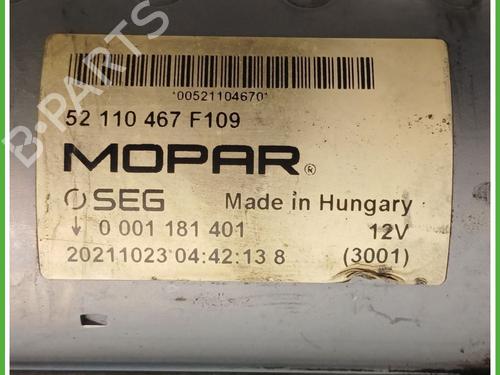 B-PARTS
*00521104670*
52 110 467 F109
MOPAR®
SEG Made in Hungary
0 001 181 401 12V
20211023 04:42:13 8 (3001)